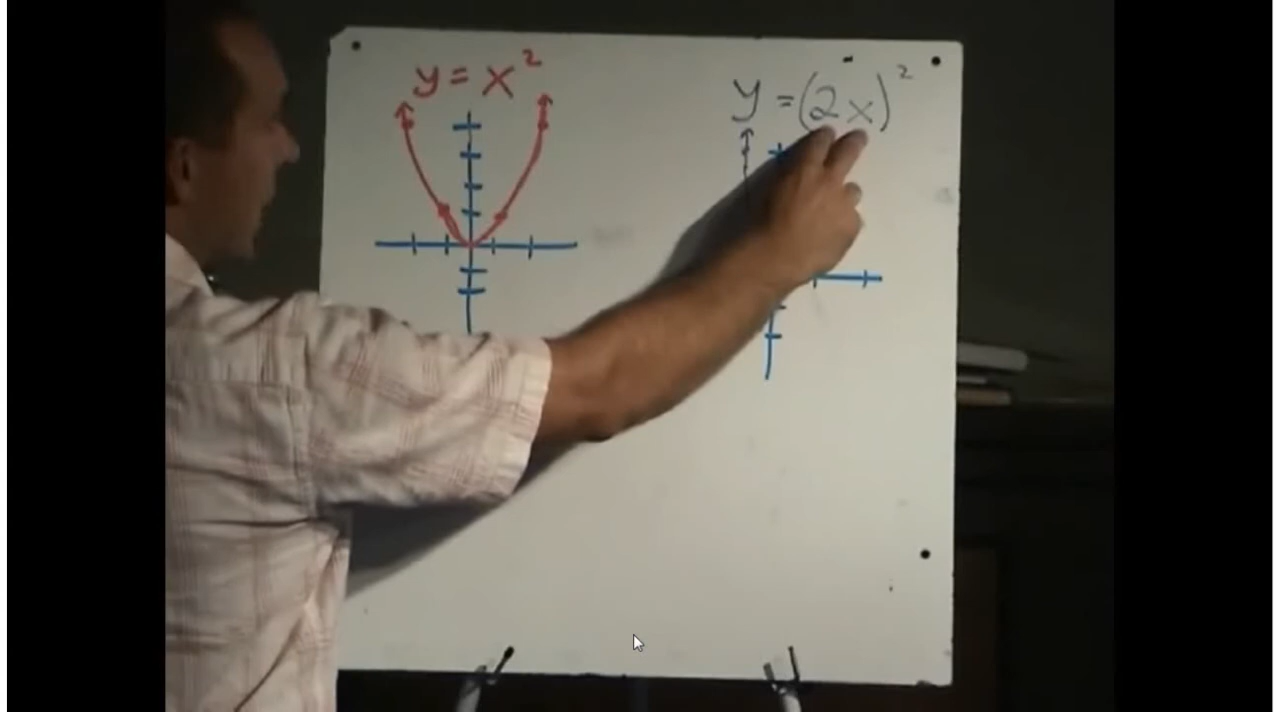 y = x²
y = (2x)²